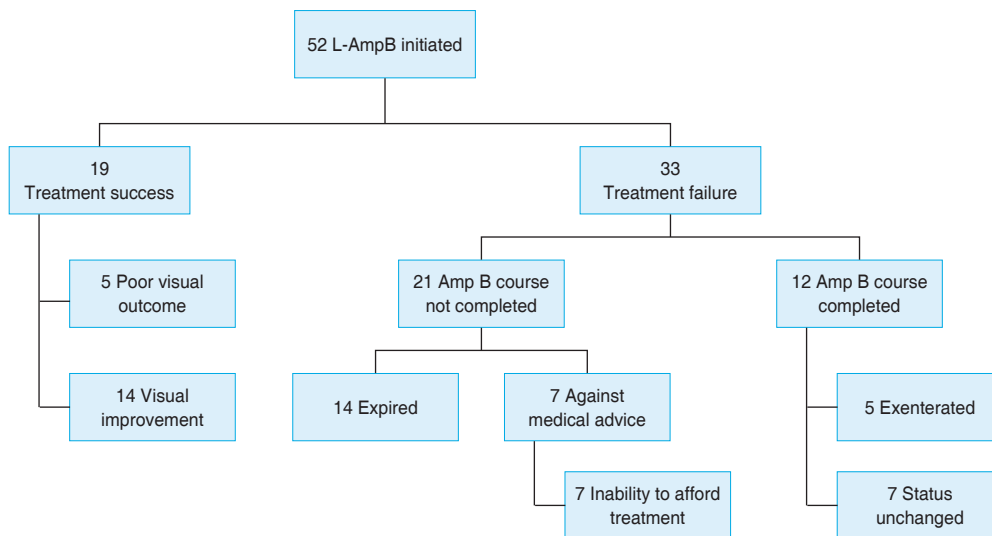 52 L-AmpB initiated
19
Treatment success
33
Treatment failure
5 Poor visual
outcome
21 Amp B course
not completed
12 Amp B course
completed
14 Visual
improvement
14 Expired
7 Against
medical advice
5 Exenterated
7 Inability to afford
treatment
7 Status
unchanged